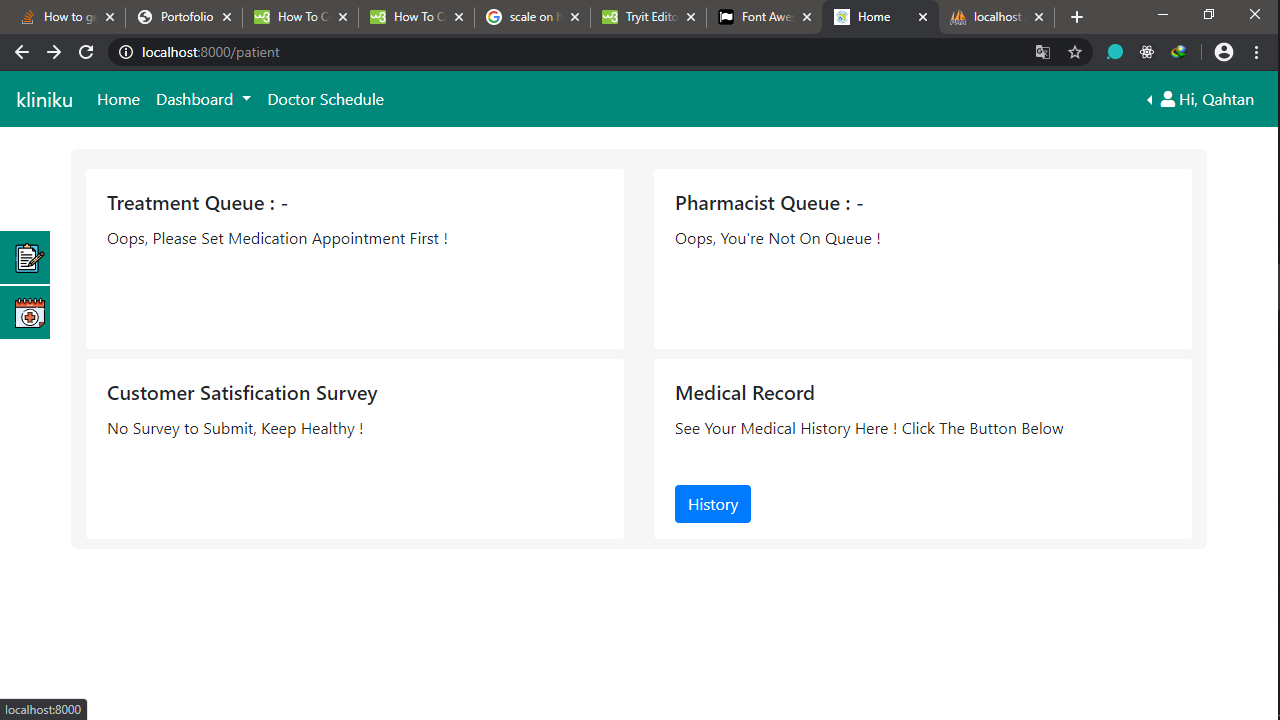 How to ge
Portofolio
How To C
How To C
scale on h
Tryit Edito
Font Awes
Home
localhost
localhost:8000/patient
kliniku Home Dashboard Doctor Schedule Hi, Qahtan
Treatment Queue : -
Oops, Please Set Medication Appointment First !
Pharmacist Queue : -
Oops, You're Not On Queue !
Customer Satisfication Survey
No Survey to Submit, Keep Healthy !
Medical Record
See Your Medical History Here ! Click The Button Below
History
localhost:8000